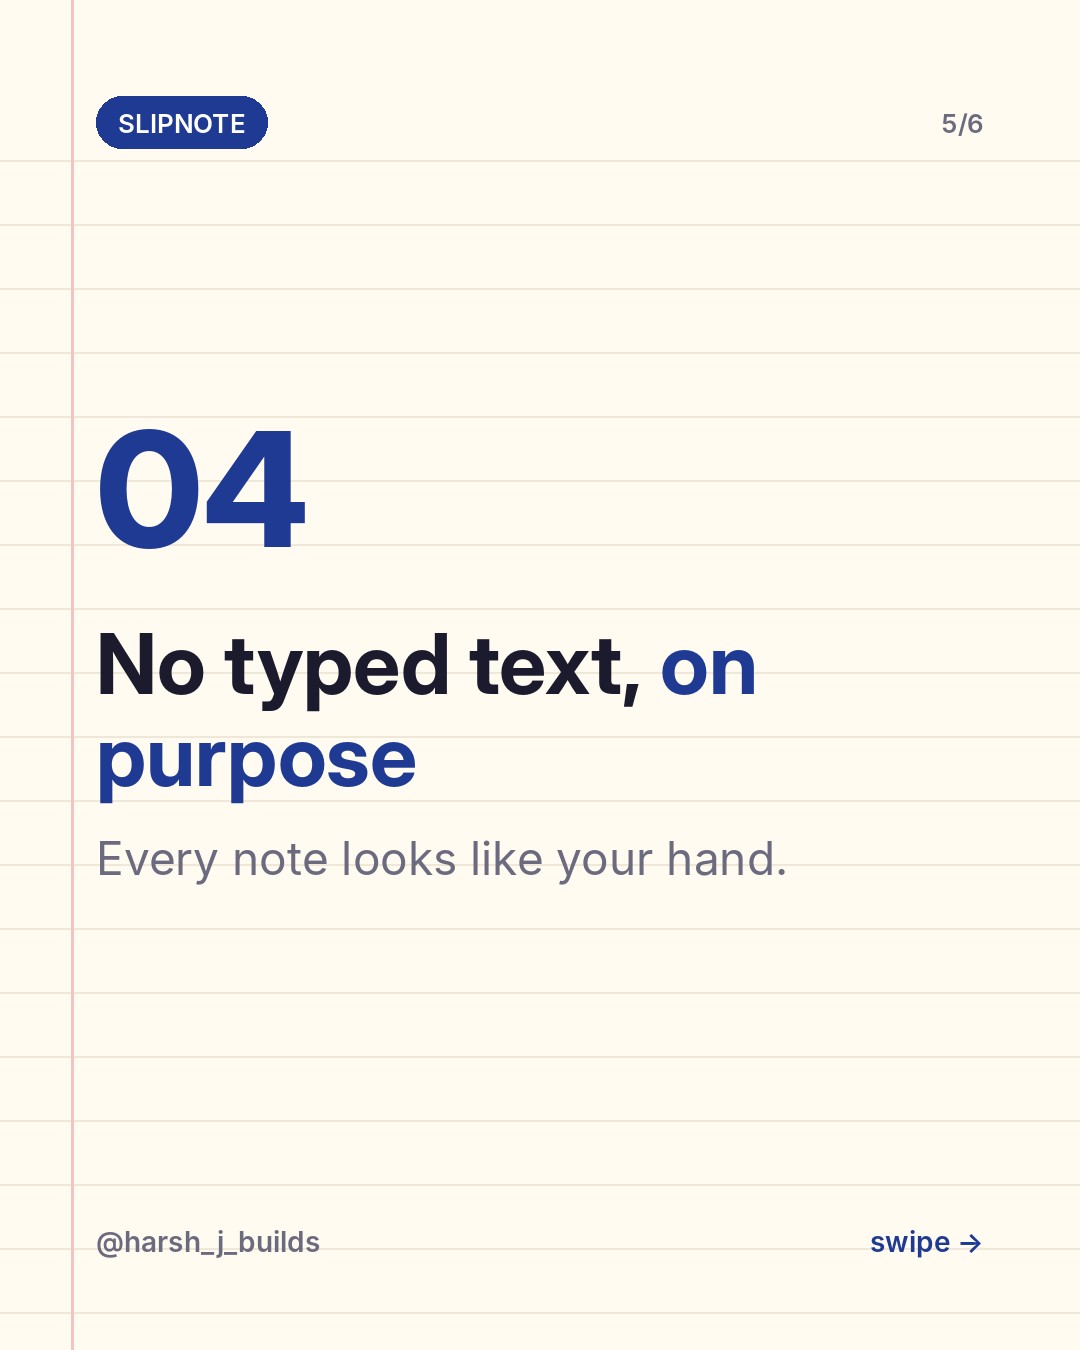 SLIPNOTE
5/6
04
No typed text, on
purpose
Every note looks like your hand.
@harsh_j_builds
swipe →